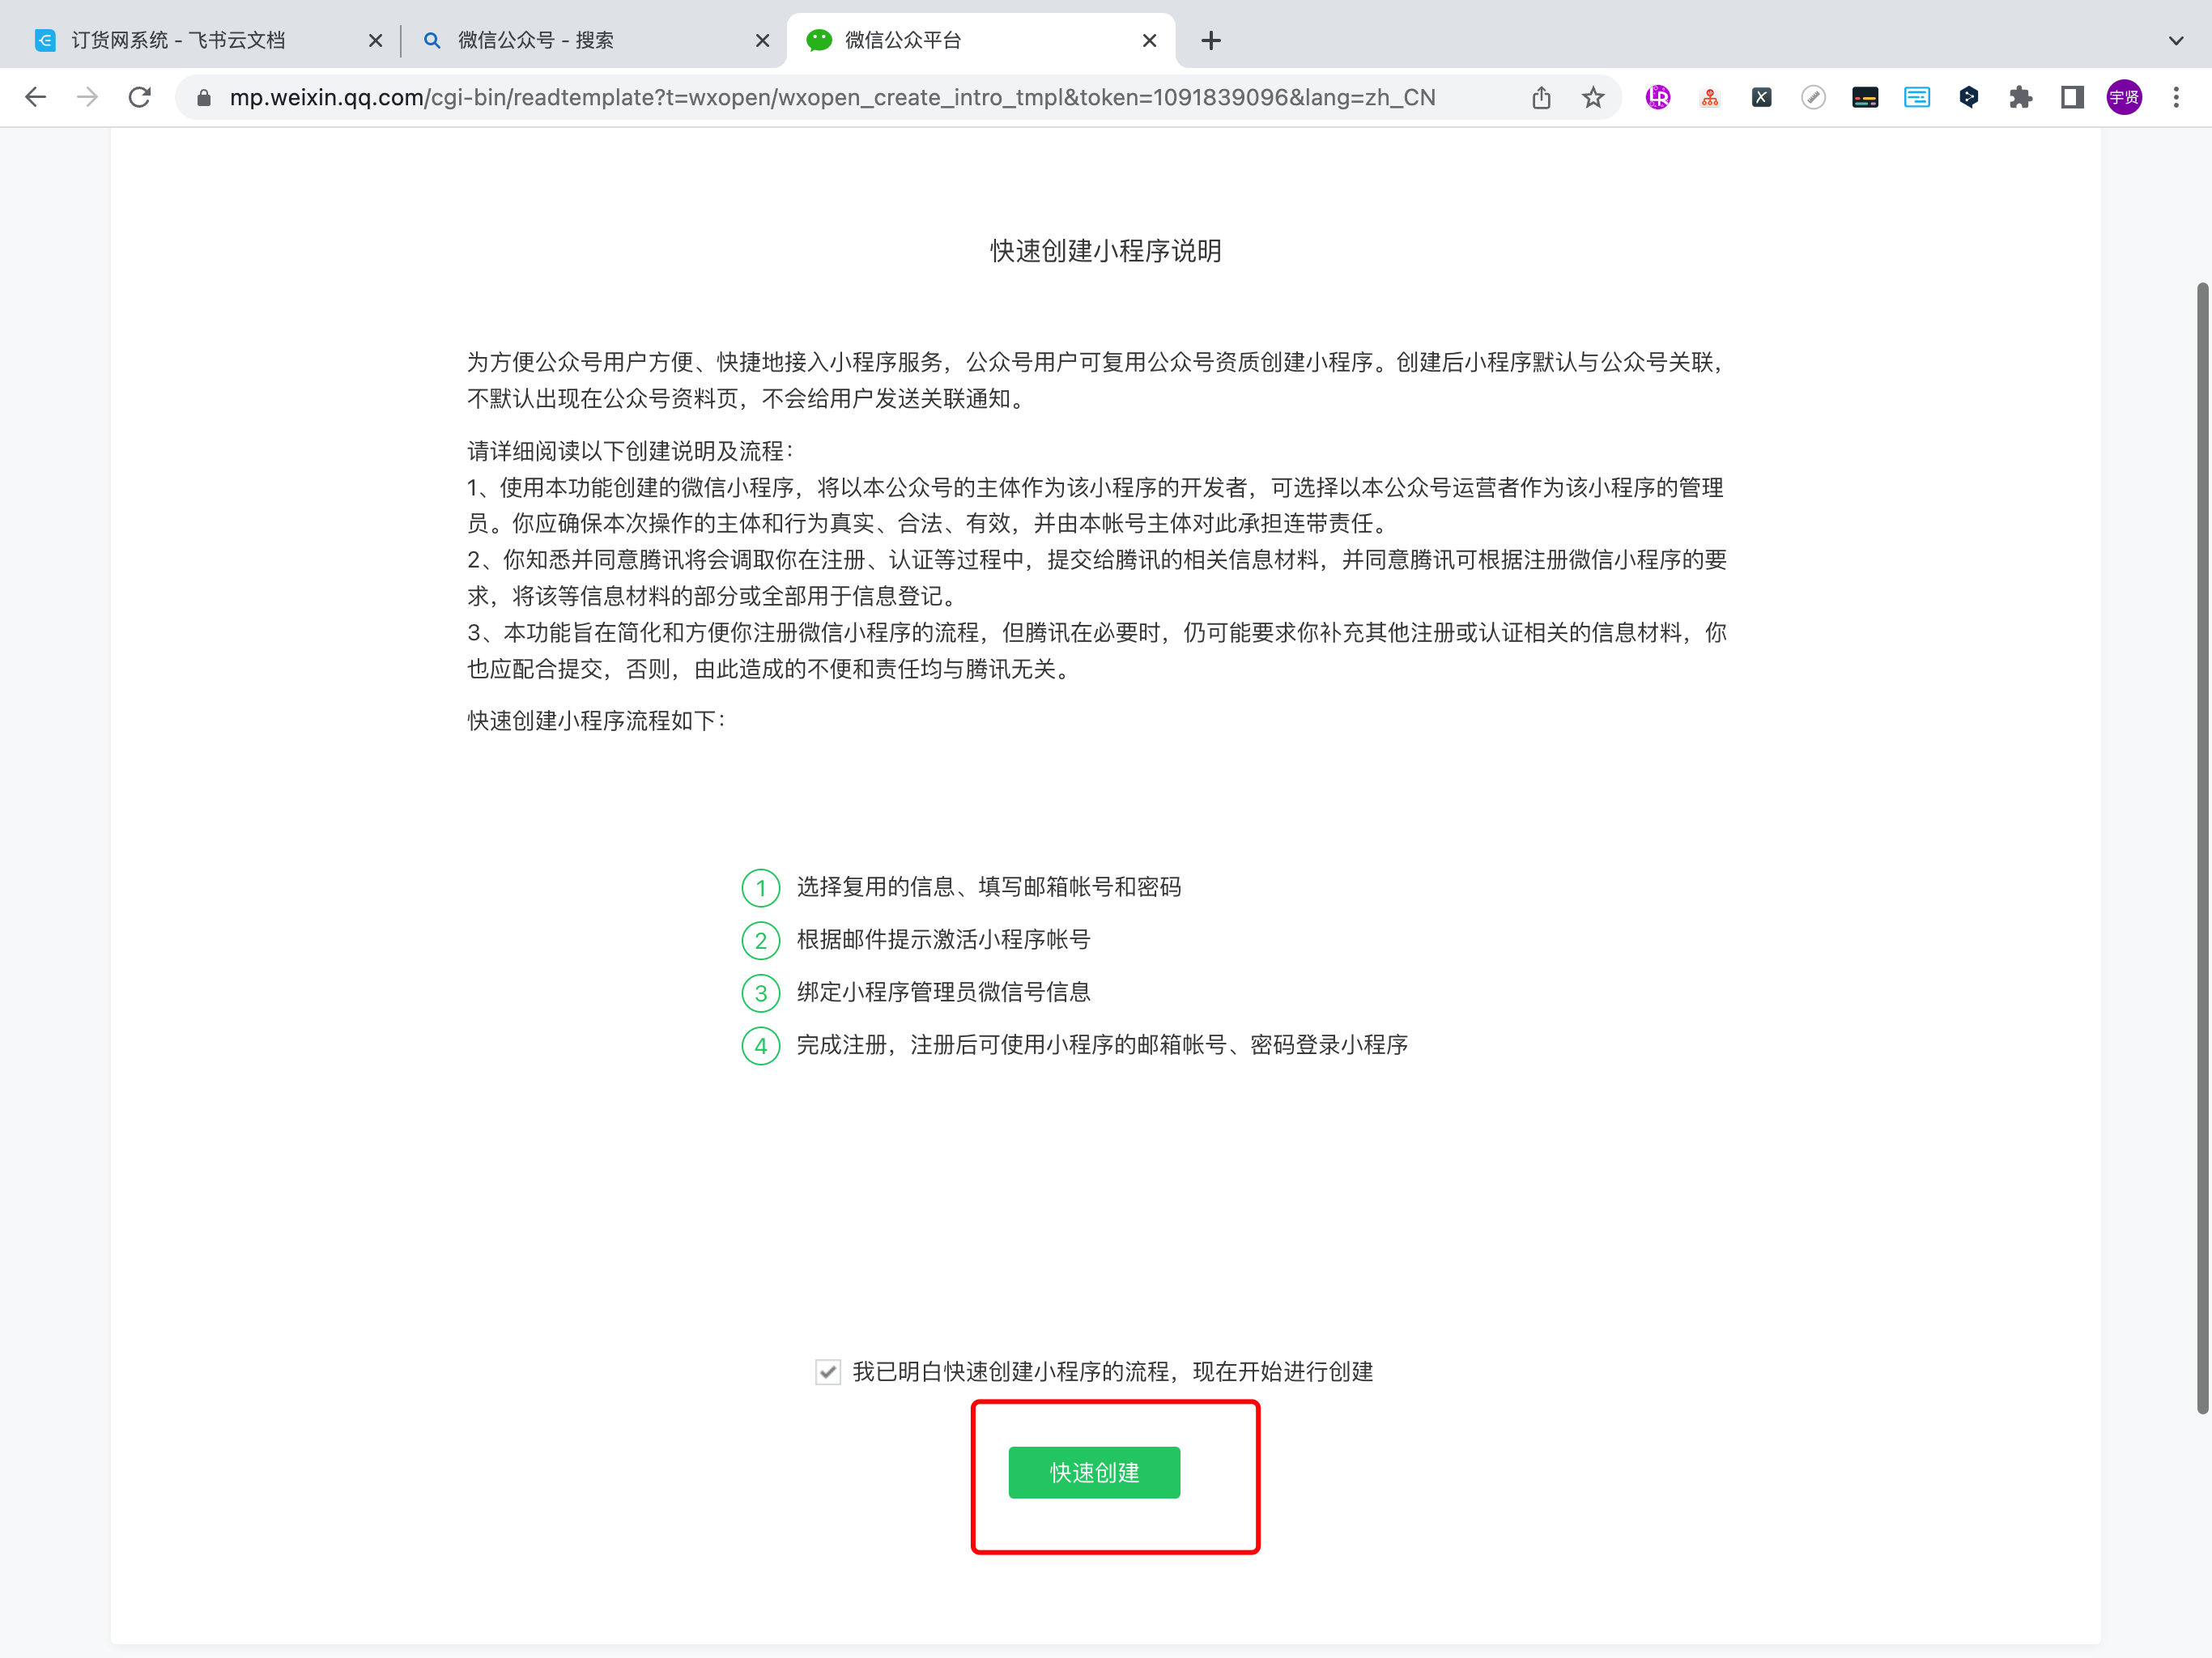 订货网系统 - 飞书云文档
微信公众号 - 搜索
微信公众平台
mp.weixin.qq.com/cgi-bin/readtemplate?t=wxopen/wxopen_create_intro_tmpl&token=1091839096&lang=zh_CN
宇贤
快速创建小程序说明
为方便公众号用户方便、快捷地接入小程序服务，公众号用户可复用公众号资质创建小程序。创建后小程序默认与公众号关联，
不默认出现在公众号资料页，不会给用户发送关联通知。
请详细阅读以下创建说明及流程：
1、使用本功能创建的微信小程序，将以本公众号的主体作为该小程序的开发者，可选择以本公众号运营者作为该小程序的管理
员。你应确保本次操作的主体和行为真实、合法、有效，并由本帐号主体对此承担连带责任。
2、你知悉并同意腾讯将会调取你在注册、认证等过程中，提交给腾讯的相关信息材料，并同意腾讯可根据注册微信小程序的要
求，将该等信息材料的部分或全部用于信息登记。
3、本功能旨在简化和方便你注册微信小程序的流程，但腾讯在必要时，仍可能要求你补充其他注册或认证相关的信息材料，你
也应配合提交，否则，由此造成的不便和责任均与腾讯无关。
快速创建小程序流程如下：
1 选择复用的信息、填写邮箱帐号和密码
2 根据邮件提示激活小程序帐号
3 绑定小程序管理员微信号信息
4 完成注册，注册后可使用小程序的邮箱帐号、密码登录小程序
我已明白快速创建小程序的流程，现在开始进行创建
快速创建